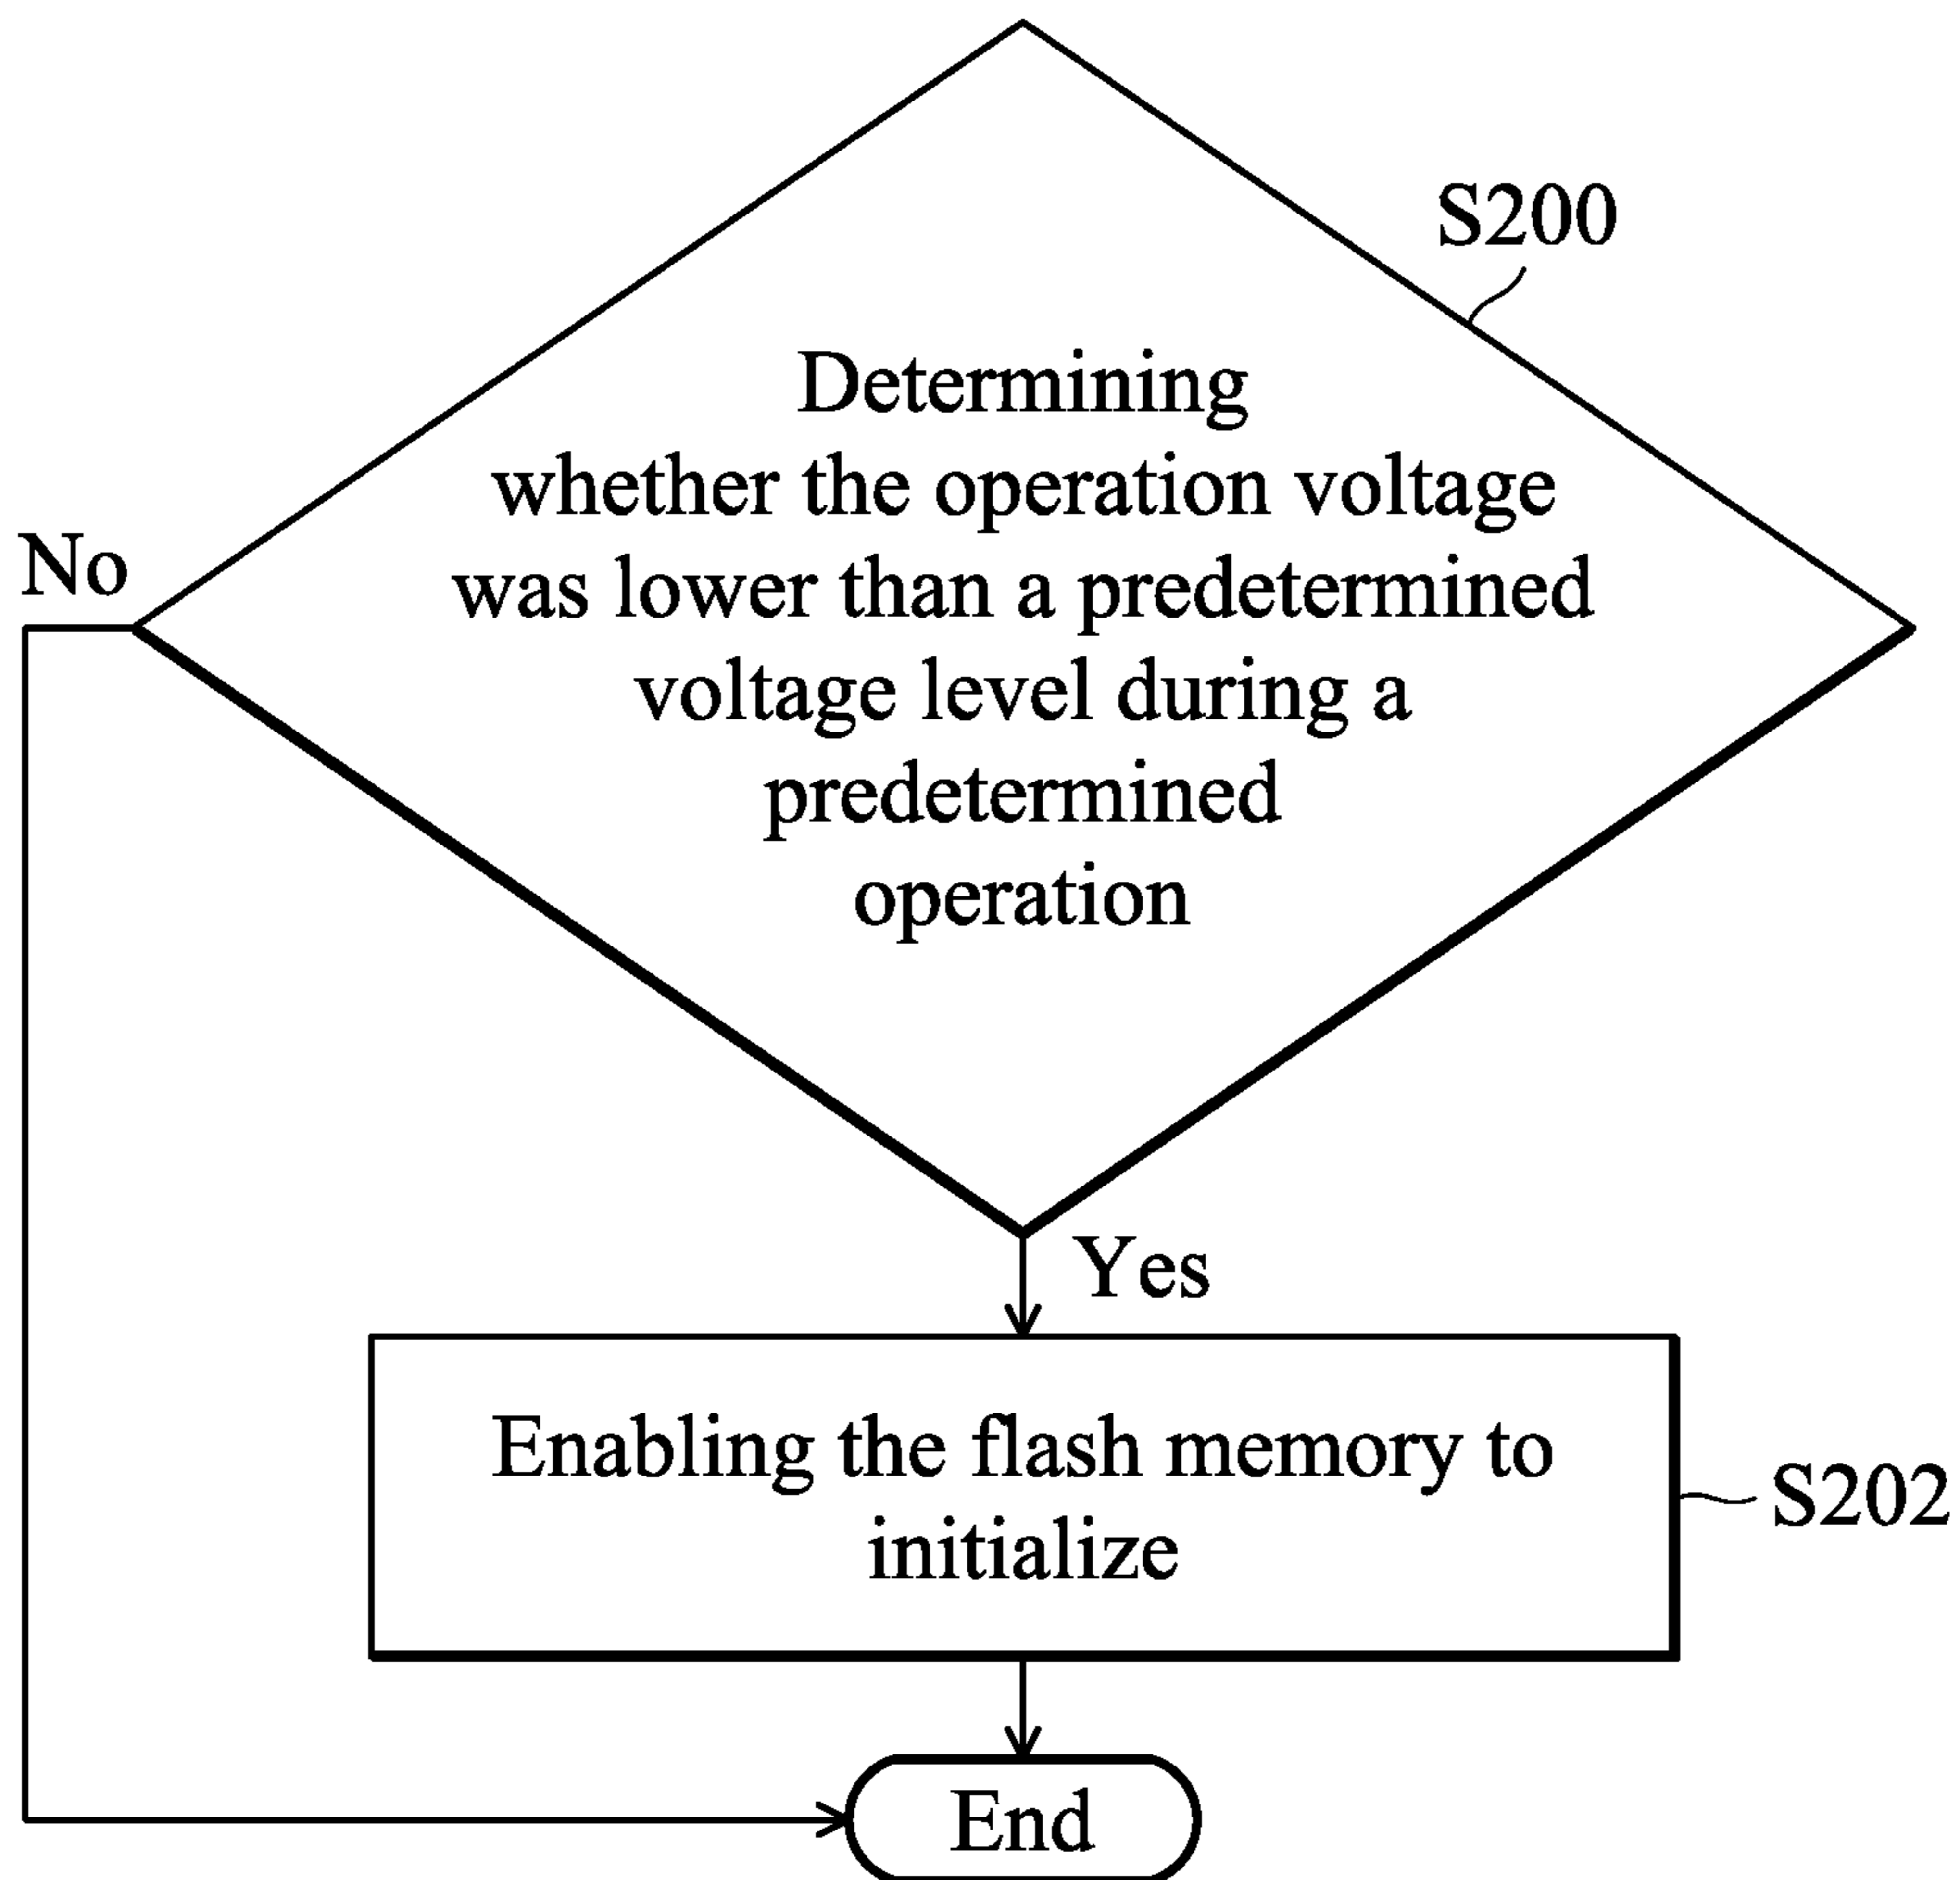 S200
Determining
whether the operation voltage
was lower than a predetermined
voltage level during a
predetermined
operation
No
Yes
Enabling the flash memory to
initialize
S202
End